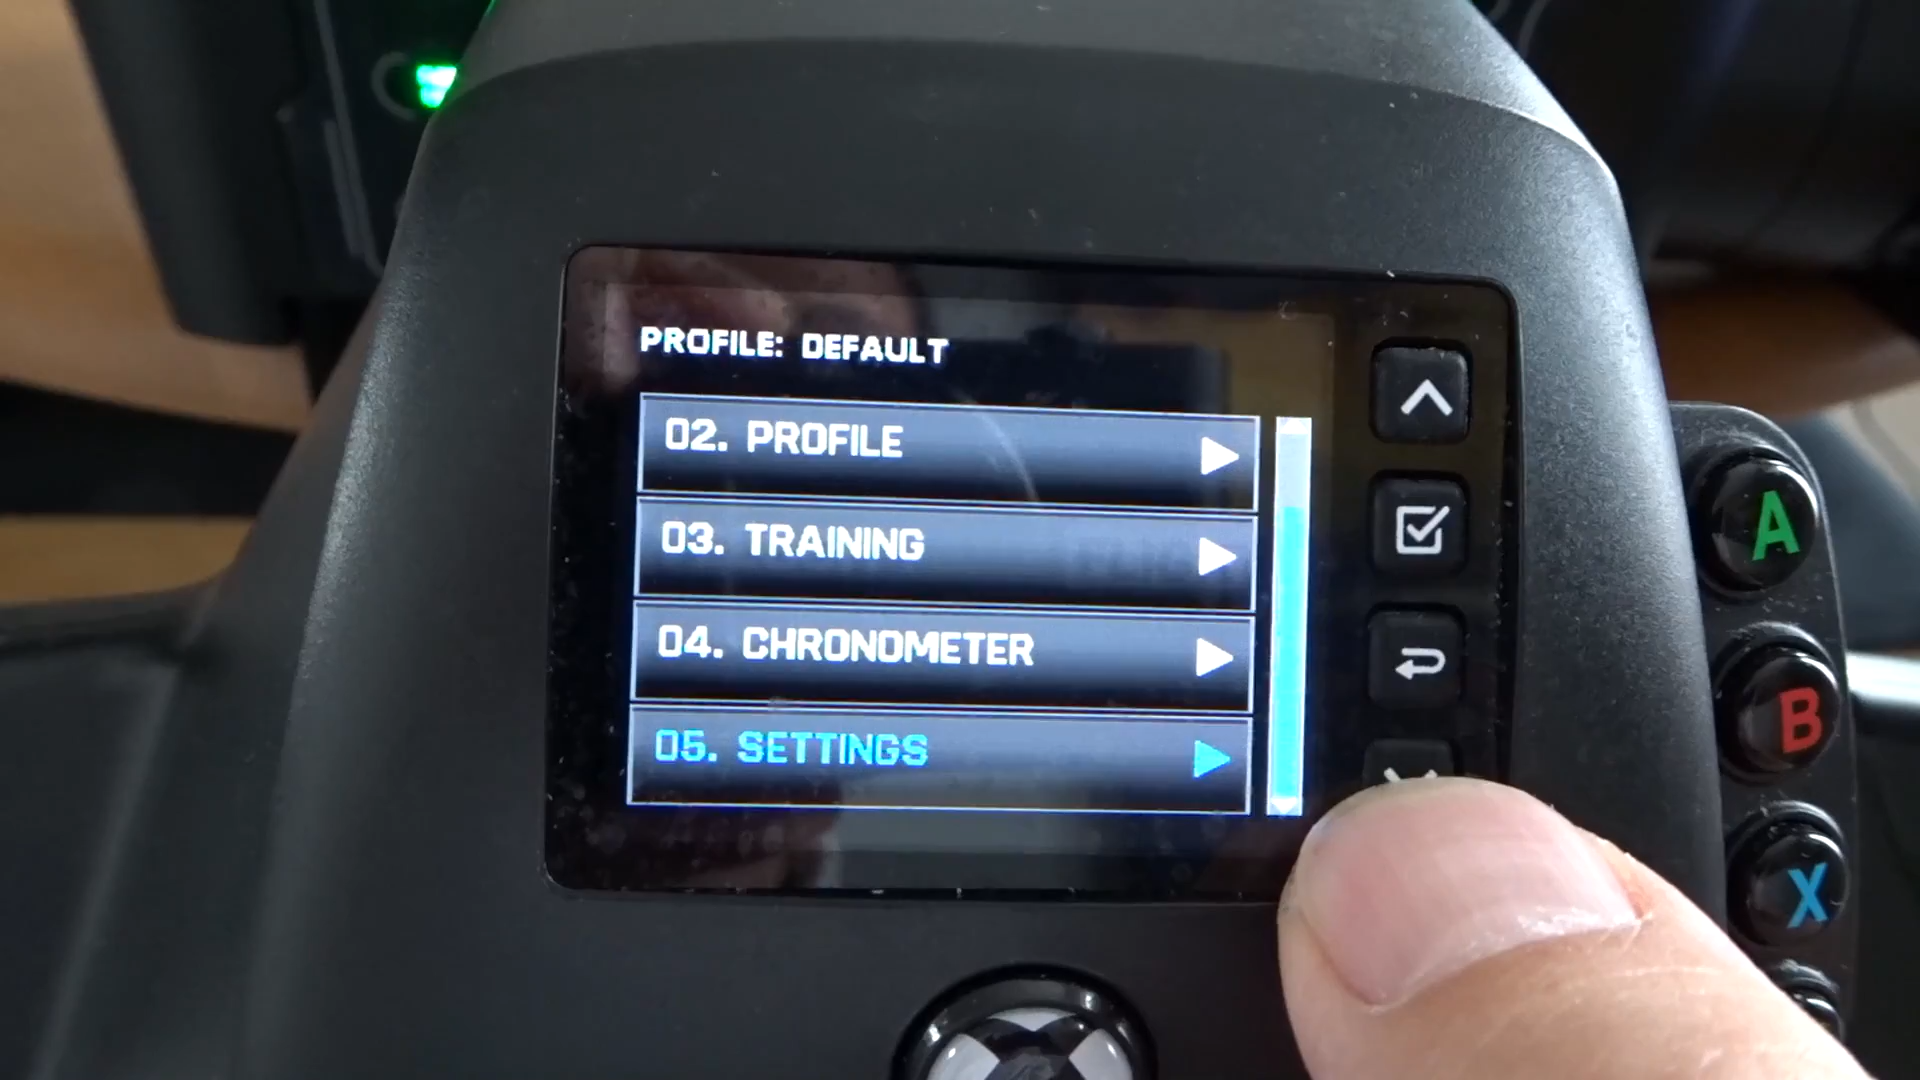 PROFILE: DEFAULT
02. PROFILE
03. TRAINING
04. CHRONOMETER
05. SETTINGS
A
B
X